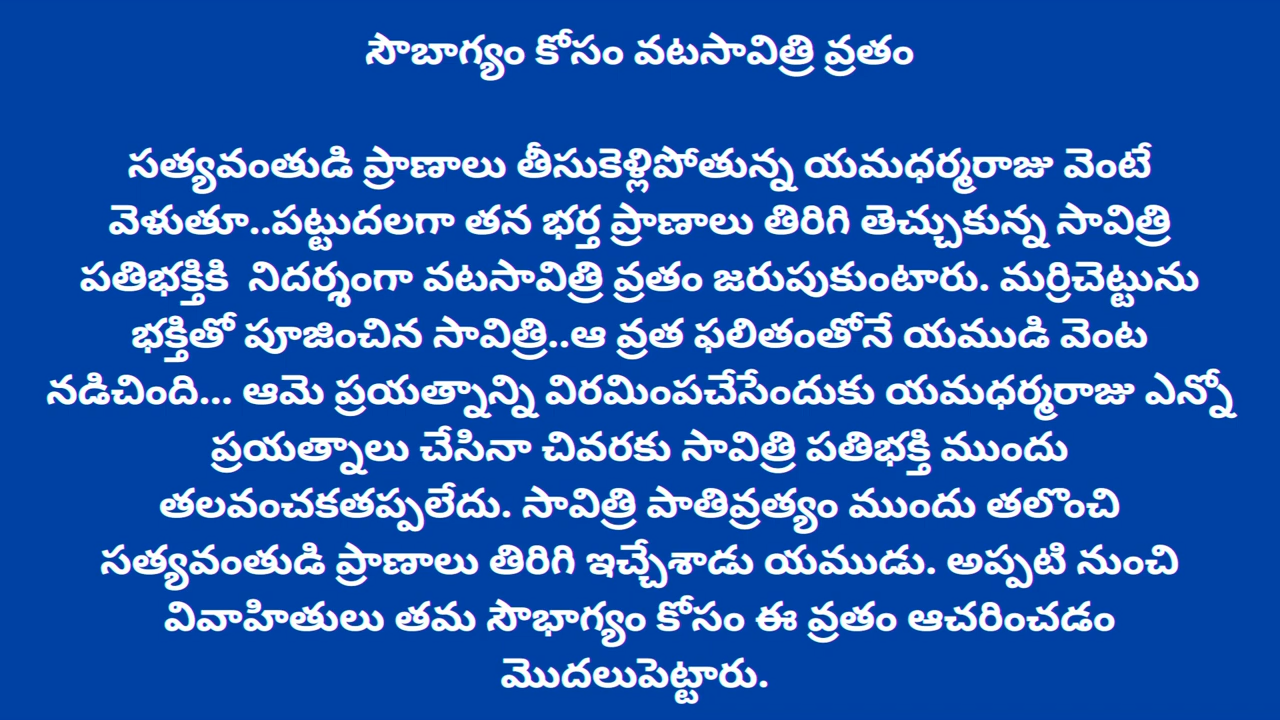 సౌబాగ్యం కోసం వటసావిత్రి వ్రతం
సత్యవంతుడి ప్రాణాలు తీసుకెళ్లిపోతున్న యమధర్మరాజు వెంటే
వెళుతూ..పట్టుదలగా తన భర్త ప్రాణాలు తిరిగి తెచ్చుకున్న సావిత్రి
పతిభక్తికి నిదర్శంగా వటసావిత్రి వ్రతం జరుపుకుంటారు. మర్రిచెట్టును
భక్తితో పూజించిన సావిత్రి..ఆ వ్రత ఫలితంతోనే యముడి వెంట
నడిచింది... ఆమె ప్రయత్నాన్ని విరమింపచేసేందుకు యమధర్మరాజు ఎన్నో
ప్రయత్నాలు చేసినా చివరకు సావిత్రి పతిభక్తి ముందు
తలవంచకతప్పలేదు. సావిత్రి పాతివ్రత్యం ముందు తలొంచి
సత్యవంతుడి ప్రాణాలు తిరిగి ఇచ్చేశాడు యముడు. అప్పటి నుంచి
వివాహితులు తమ సౌభాగ్యం కోసం ఈ వ్రతం ఆచరించడం
మొదలుపెట్టారు.